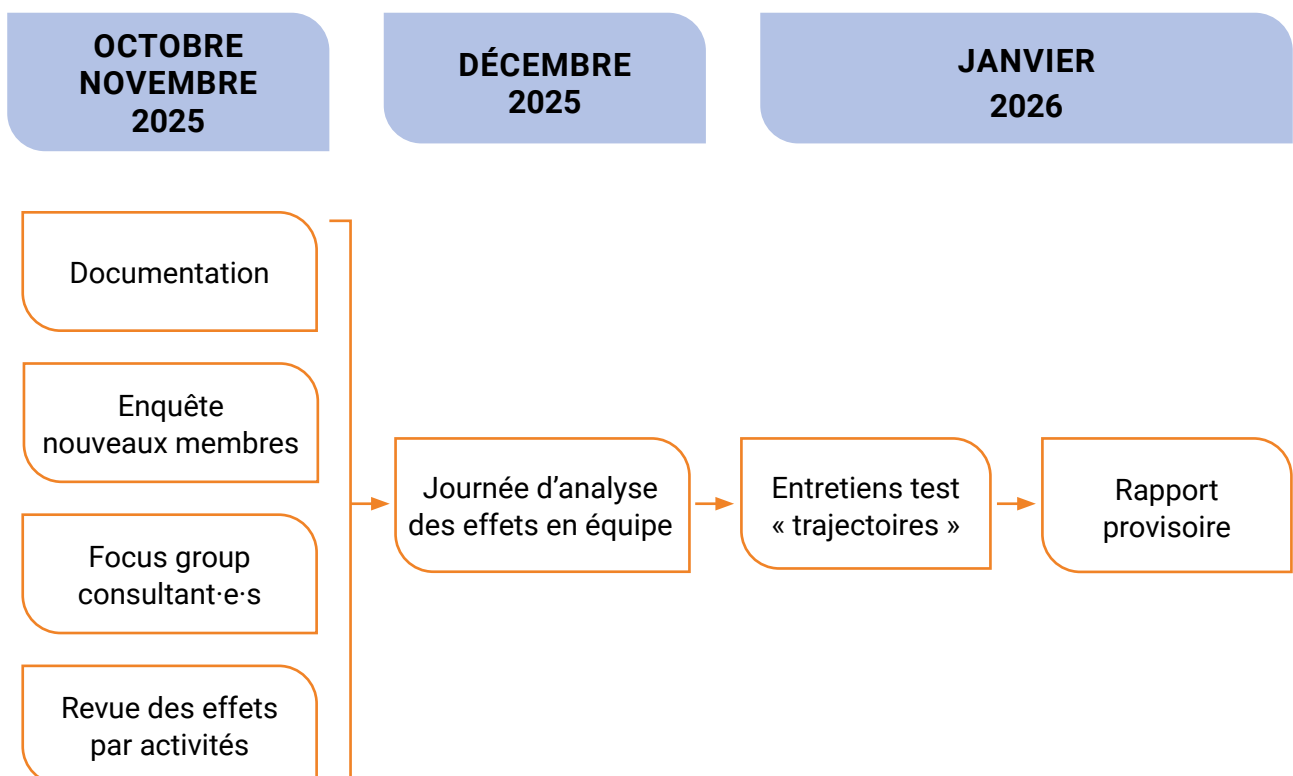 OCTOBRE
NOVEMBRE
2025
DÉCEMBRE
2025
JANVIER
2026
Documentation
Enquête
nouveaux membres
Focus group
consultant·e·s
Revue des effets
par activités
Journée d’analyse
des effets en équipe
Entretiens test
« trajectoires »
Rapport
provisoire